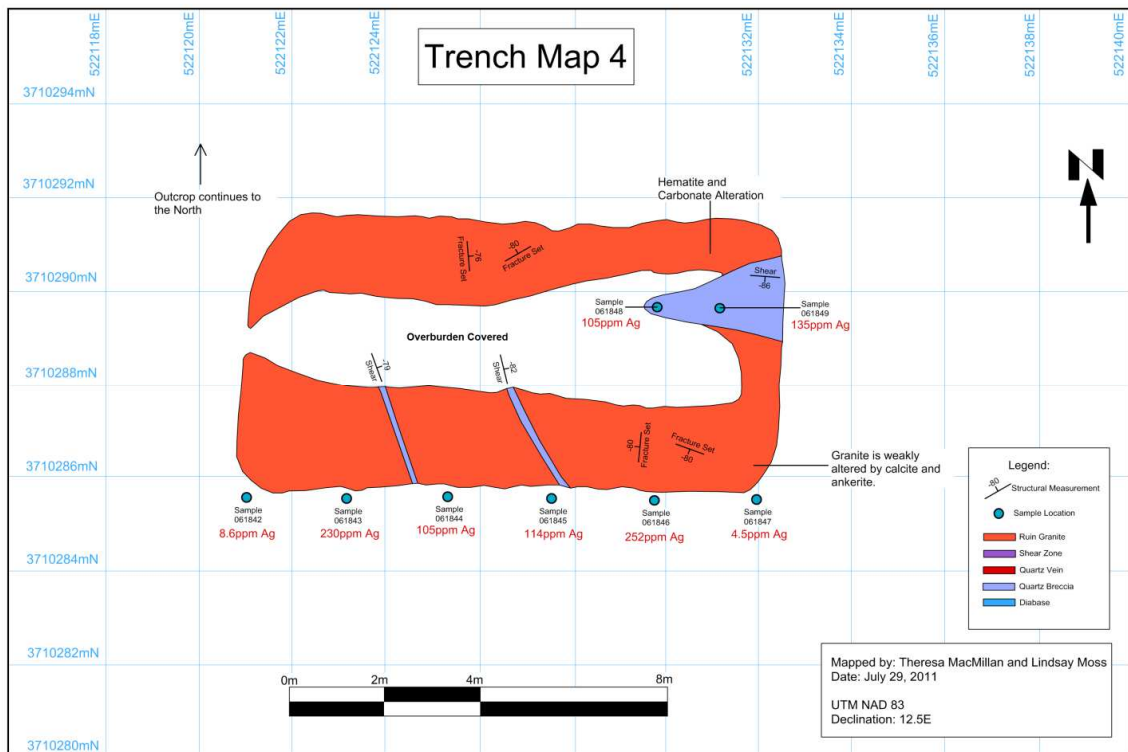 522118mE
522120mE
522122mE
522124mE
522132mE
522134mE
522136mE
522138mE
522140mE
Trench Map 4
3710294mN
N
3710292mN
Outcrop continues to
the North
Hematite and
Carbonate Alteration
-76
Fracture Set
-80
Fracture Set
3710290mN
Shear
-86
Sample
061848
105ppm Ag
Sample
061849
135ppm Ag
Overburden Covered
3710288mN
-79
Shear
-82
Shear
-80
Fracture Set
Fracture Set
-80
3710286mN
Granite is weakly
altered by calcite and
ankerite.
Sample
061842
8.6ppm Ag
Sample
061843
230ppm Ag
Sample
061844
105ppm Ag
Sample
061845
114ppm Ag
Sample
061846
252ppm Ag
Sample
061847
4.5ppm Ag
Legend:
-80
Structural Measurement
Sample Location
Ruin Granite
Shear Zone
Quartz Vein
Quartz Breccia
Diabase
3710284mN
3710282mN
0m
2m
4m
8m
Mapped by: Theresa MacMillan and Lindsay Moss
Date: July 29, 2011
UTM NAD 83
Declination: 12.5E
3710280mN